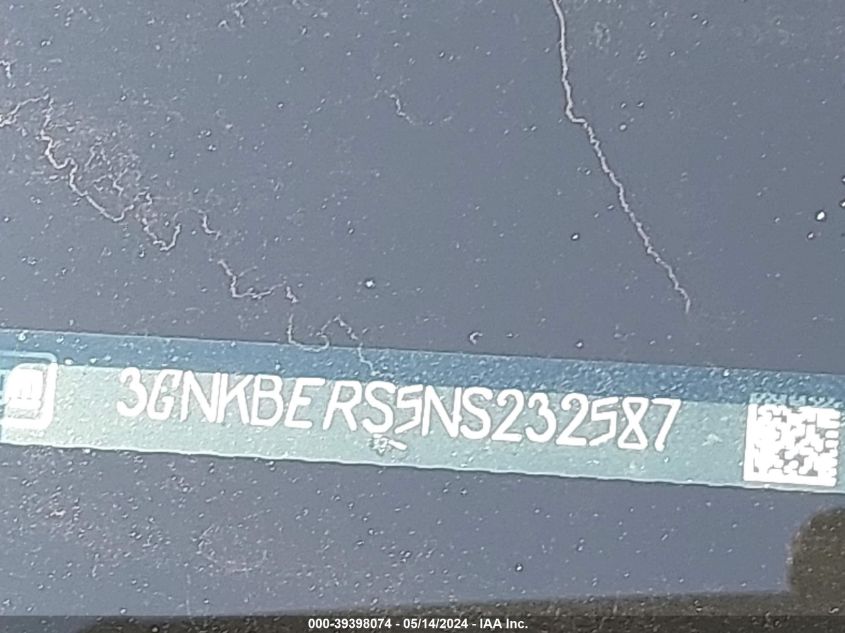 3GNKBERS5NS232587
000-39398074 - 05/14/2024 - IAA Inc.